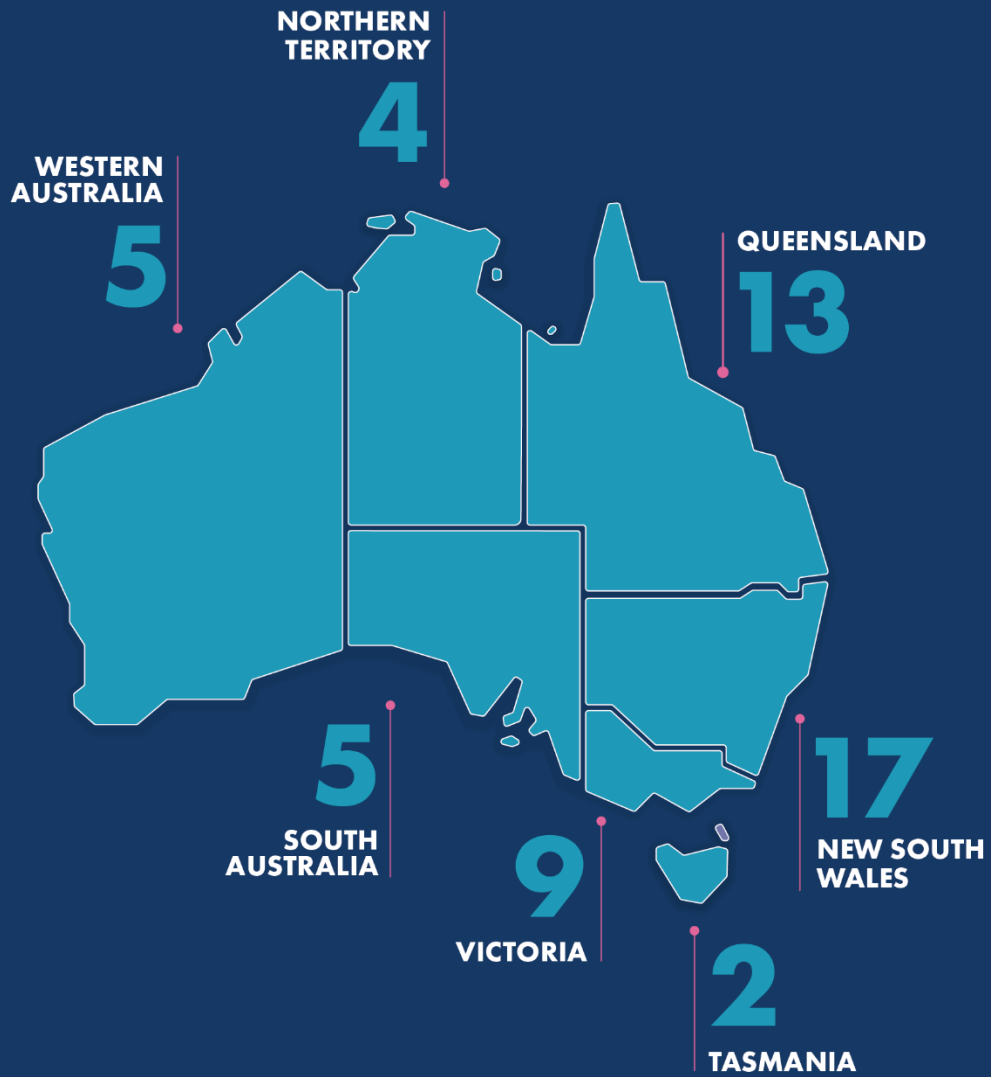 NORTHERN
TERRITORY
4
WESTERN
AUSTRALIA
5
QUEENSLAND
13
5
SOUTH
AUSTRALIA
17
NEW SOUTH
WALES
9
VICTORIA
2
TASMANIA